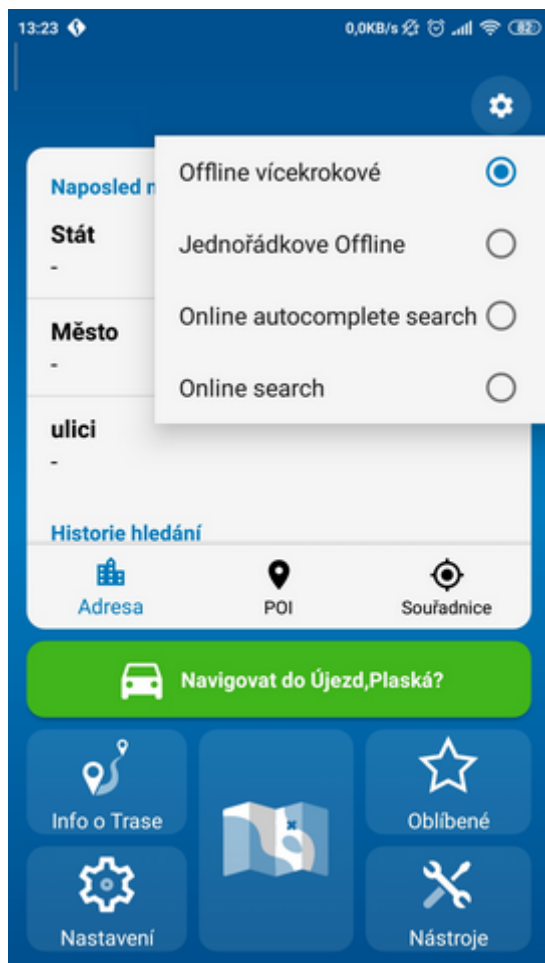 13:23 0,0KB/s 82
Offline vícekrokové
Naposled
Stát
-
Jednořádkove Offline
Online autocomplete search
Město
-
Online search
ulici
-
Historie hledání
Adresa POI Souřadnice
Navigovat do Újezd,Plaská?
Info o Trase Oblíbené
Nastavení Nástroje